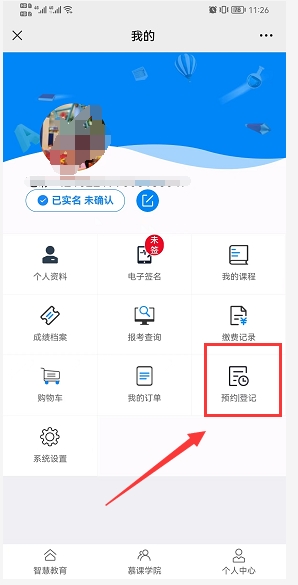 11:26
我的
已实名 未确认
个人资料
未签
电子签名
我的课程
成绩档案
报考查询
缴费记录
购物车
我的订单
预约|登记
系统设置
智慧教育
慕课学院
个人中心